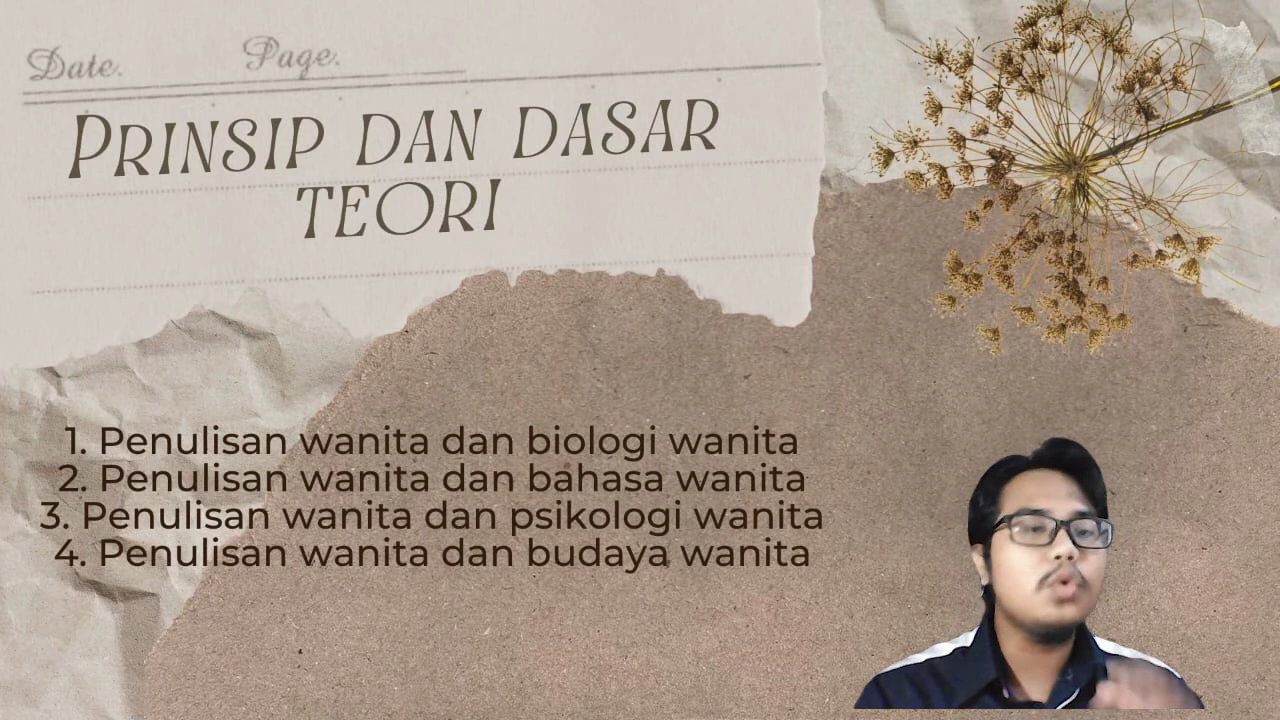 Date. Page.
PRINSIP DAN DASAR
TEORI
1. Penulisan wanita dan biologi wanita
2. Penulisan wanita dan bahasa wanita
3. Penulisan wanita dan psikologi wanita
4. Penulisan wanita dan budaya wanita